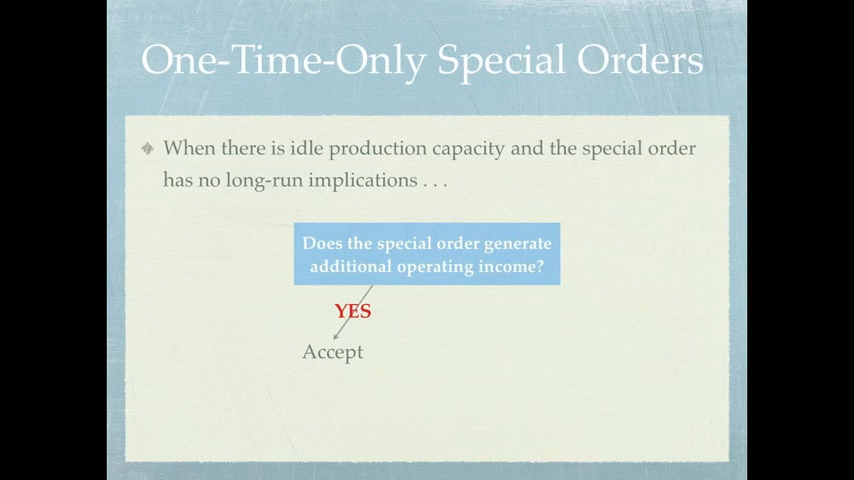 One-Time-Only Special Orders
When there is idle production capacity and the special order
has no long-run implications . . .
Does the special order generate
additional operating income?
YES
Accept